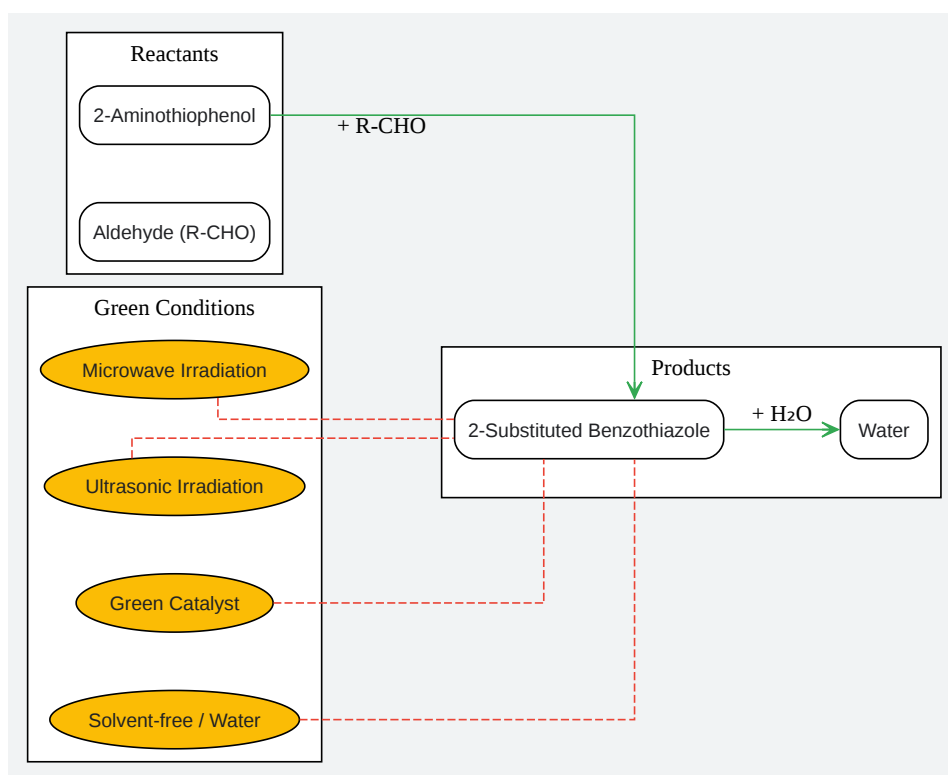 Reactants
2-Aminothiophenol
+ R-CHO
Aldehyde (R-CHO)
Green Conditions
Microwave Irradiation
Ultrasonic Irradiation
Green Catalyst
Solvent-free / Water
Products
2-Substituted Benzothiazole
+ H₂O
Water